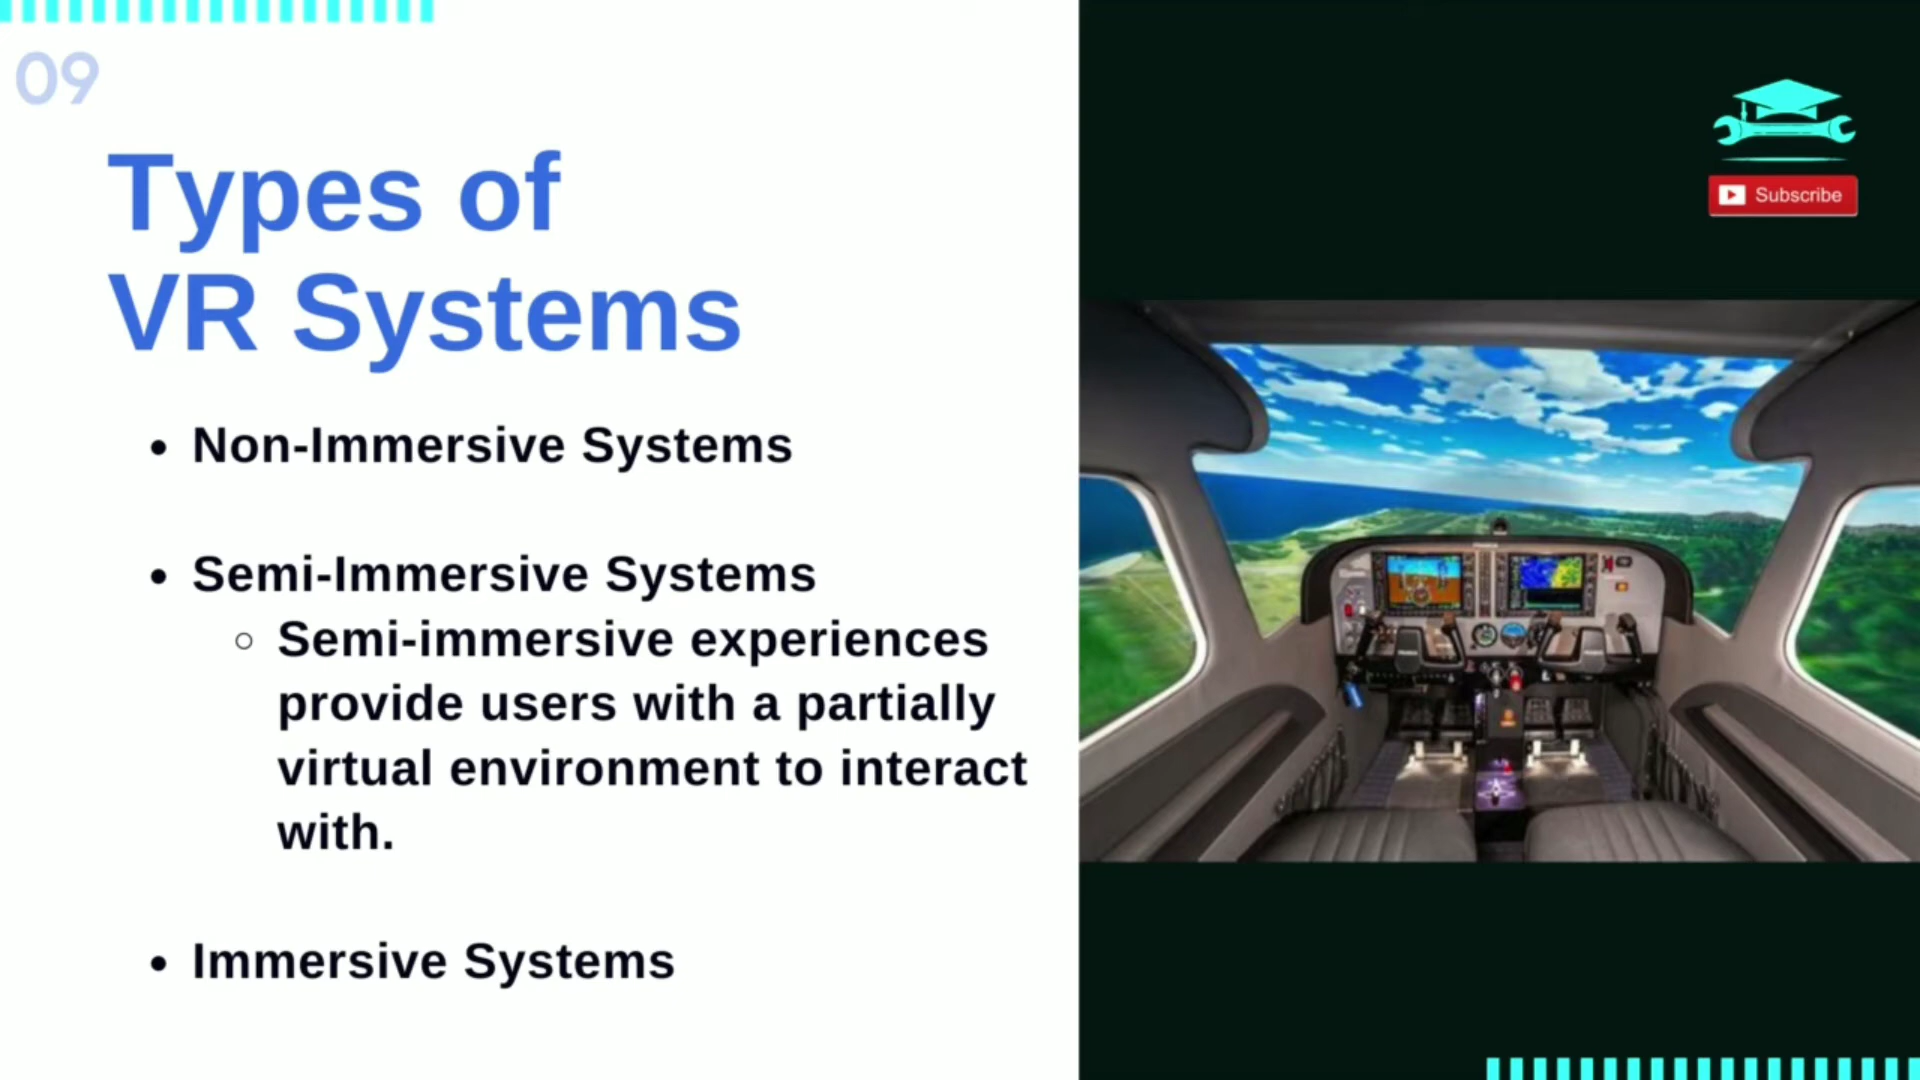 09
Types of
VR Systems
Non-Immersive Systems
Semi-Immersive Systems
Semi-immersive experiences
provide users with a partially
virtual environment to interact
with.
Immersive Systems
Subscribe